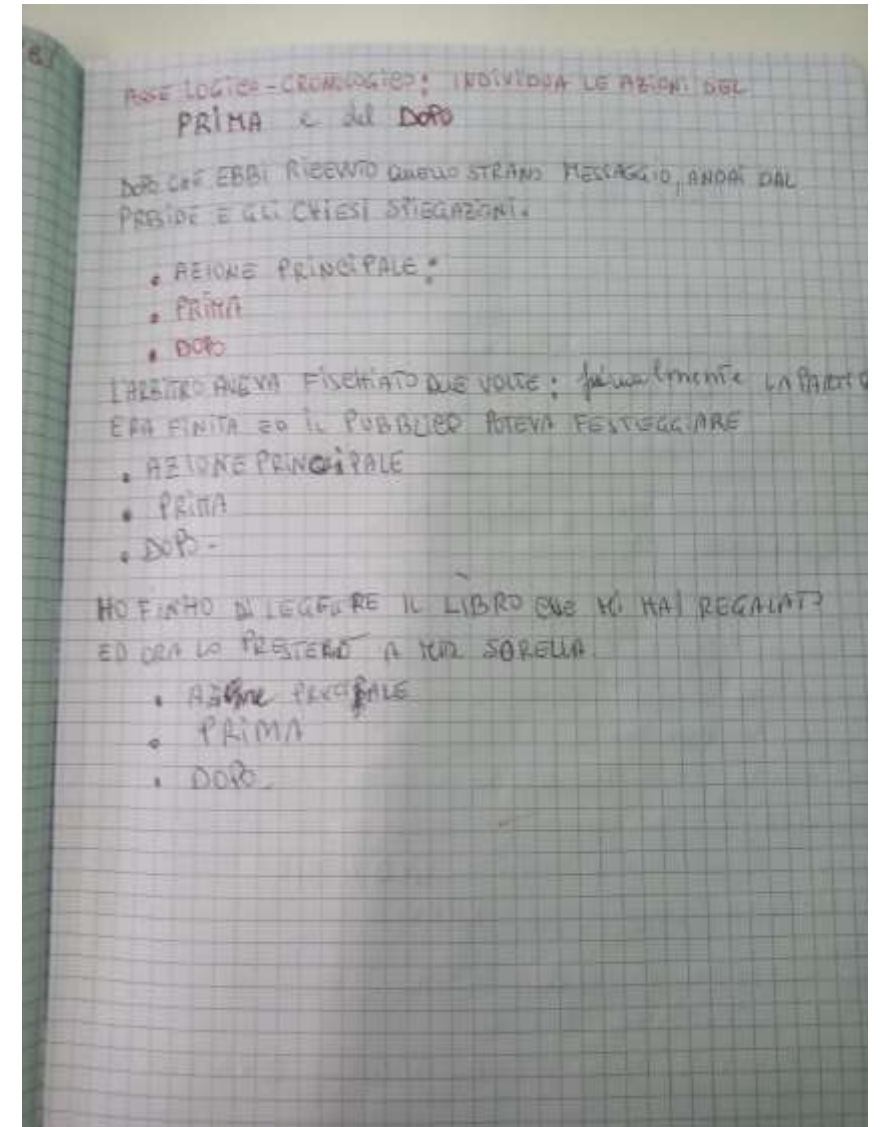 ASSE LOGICO-CRONOLOGICO: INDIVIDUA LE AZIONI DEL
PRIMA e del DOPO
DOPO CHE EBBI RICEVUTO QUELLO STRANO MESSAGGIO, ANDAI DAL
PRESIDE E GLI CHIESI SPIEGAZIONI.
• AZIONE PRINCIPALE:
• PRIMA
• DOPO
L'ARBITRO AVEVA FISCHIATO DUE VOLTE: finalmente LA PARTITA
ERA FINITA ED IL PUBBLICO POTEVA FESTEGGIARE
• AZIONE PRINCIPALE
• PRIMA
• DOPO.
HO FINITO DI LEGGERE IL LIBRO CHE MI HAI REGALATO
ED ORA LO PRESTERÒ A MIA SORELLA.
• AZIONE PRINCIPALE
• PRIMA
• DOPO